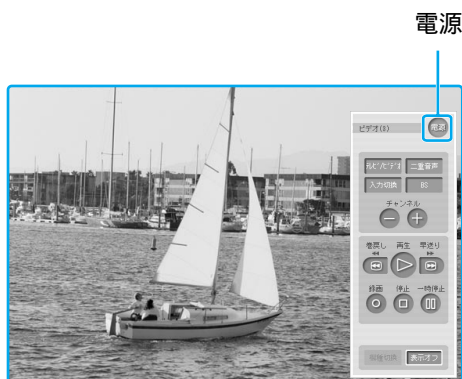 電源
ビデオ(II)
電源
テレビ/ビデオ 二重音声
入力切換 BS
チャンネル
巻戻し 再生 早送り
録画 停止 一時停止
表示オフ